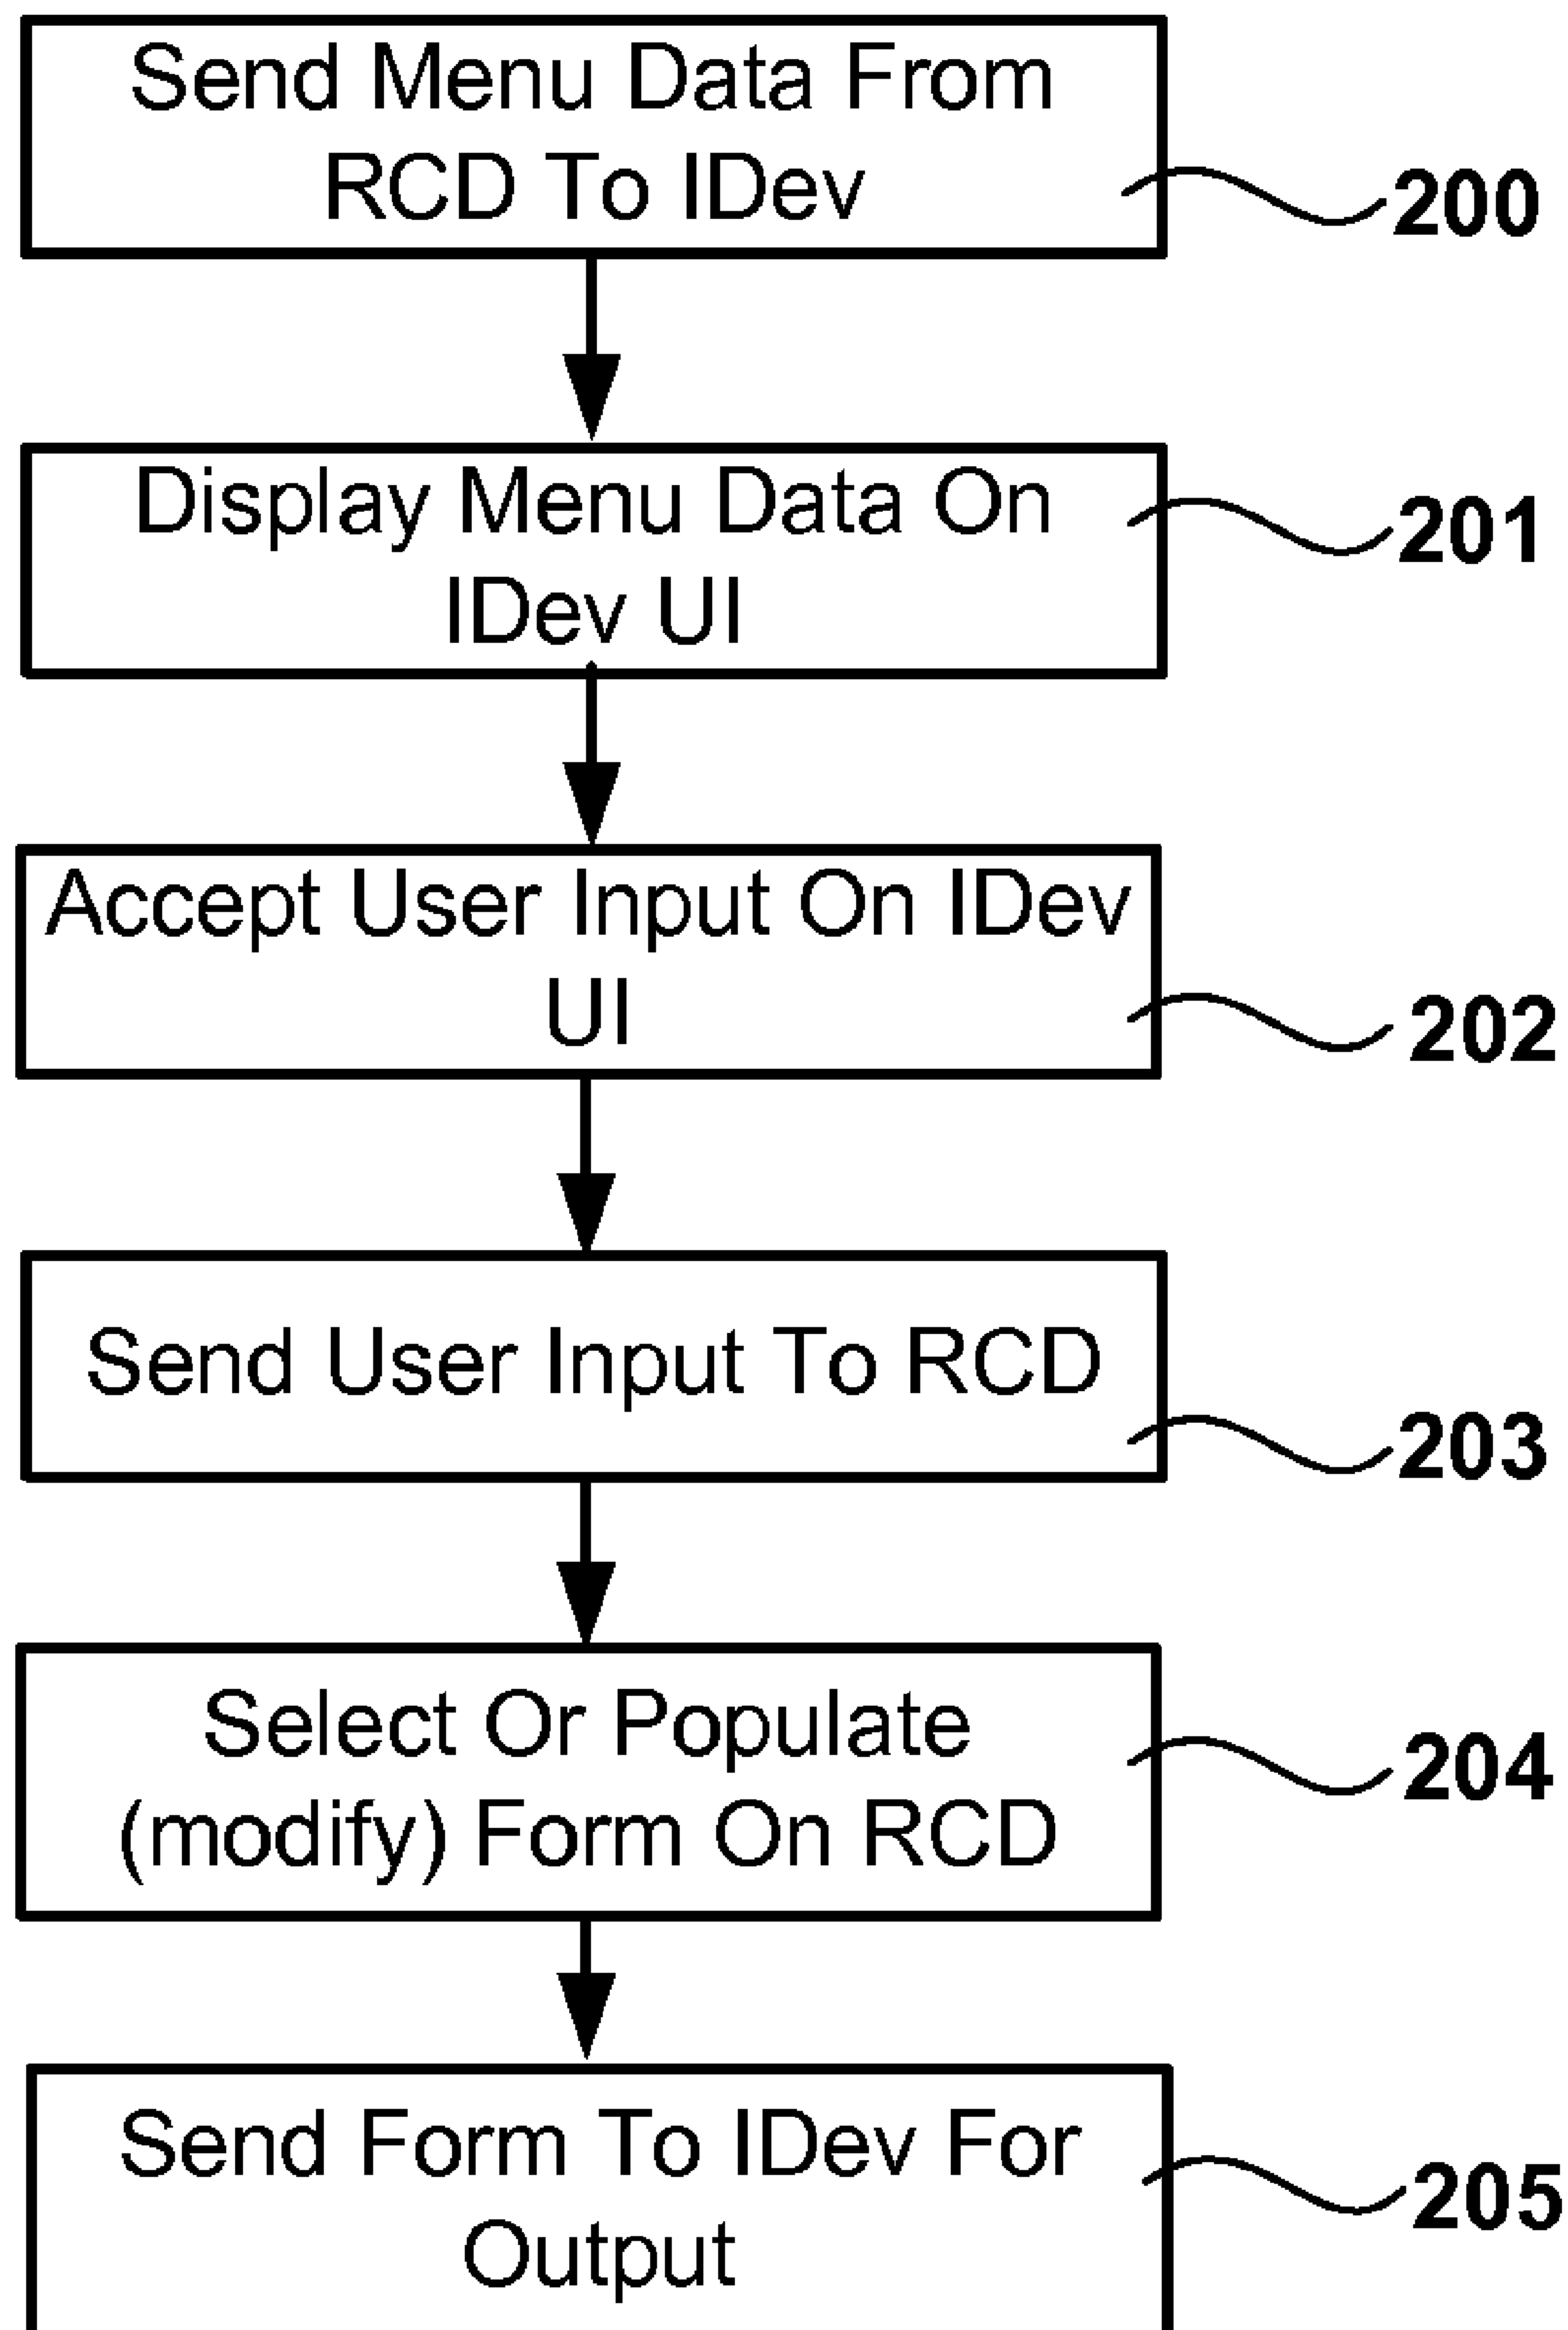 Send Menu Data From
RCD To IDev
200
Display Menu Data On
IDev UI
201
Accept User Input On IDev
UI
202
Send User Input To RCD
203
Select Or Populate
(modify) Form On RCD
204
Send Form To IDev For
Output
205